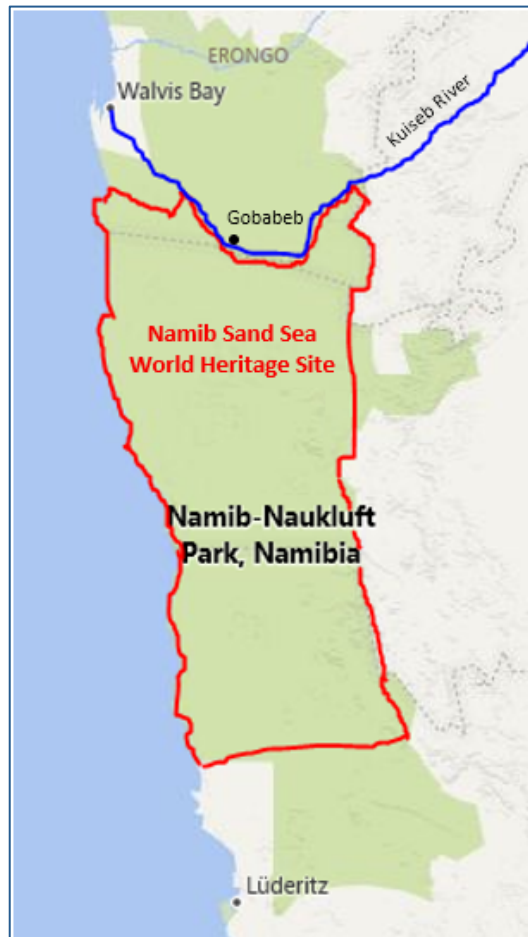 ERONGO
Walvis Bay
Kuiseb River
Gobabeb
Namib Sand Sea
World Heritage Site
Namib-Naukluft
Park, Namibia
Lüderitz